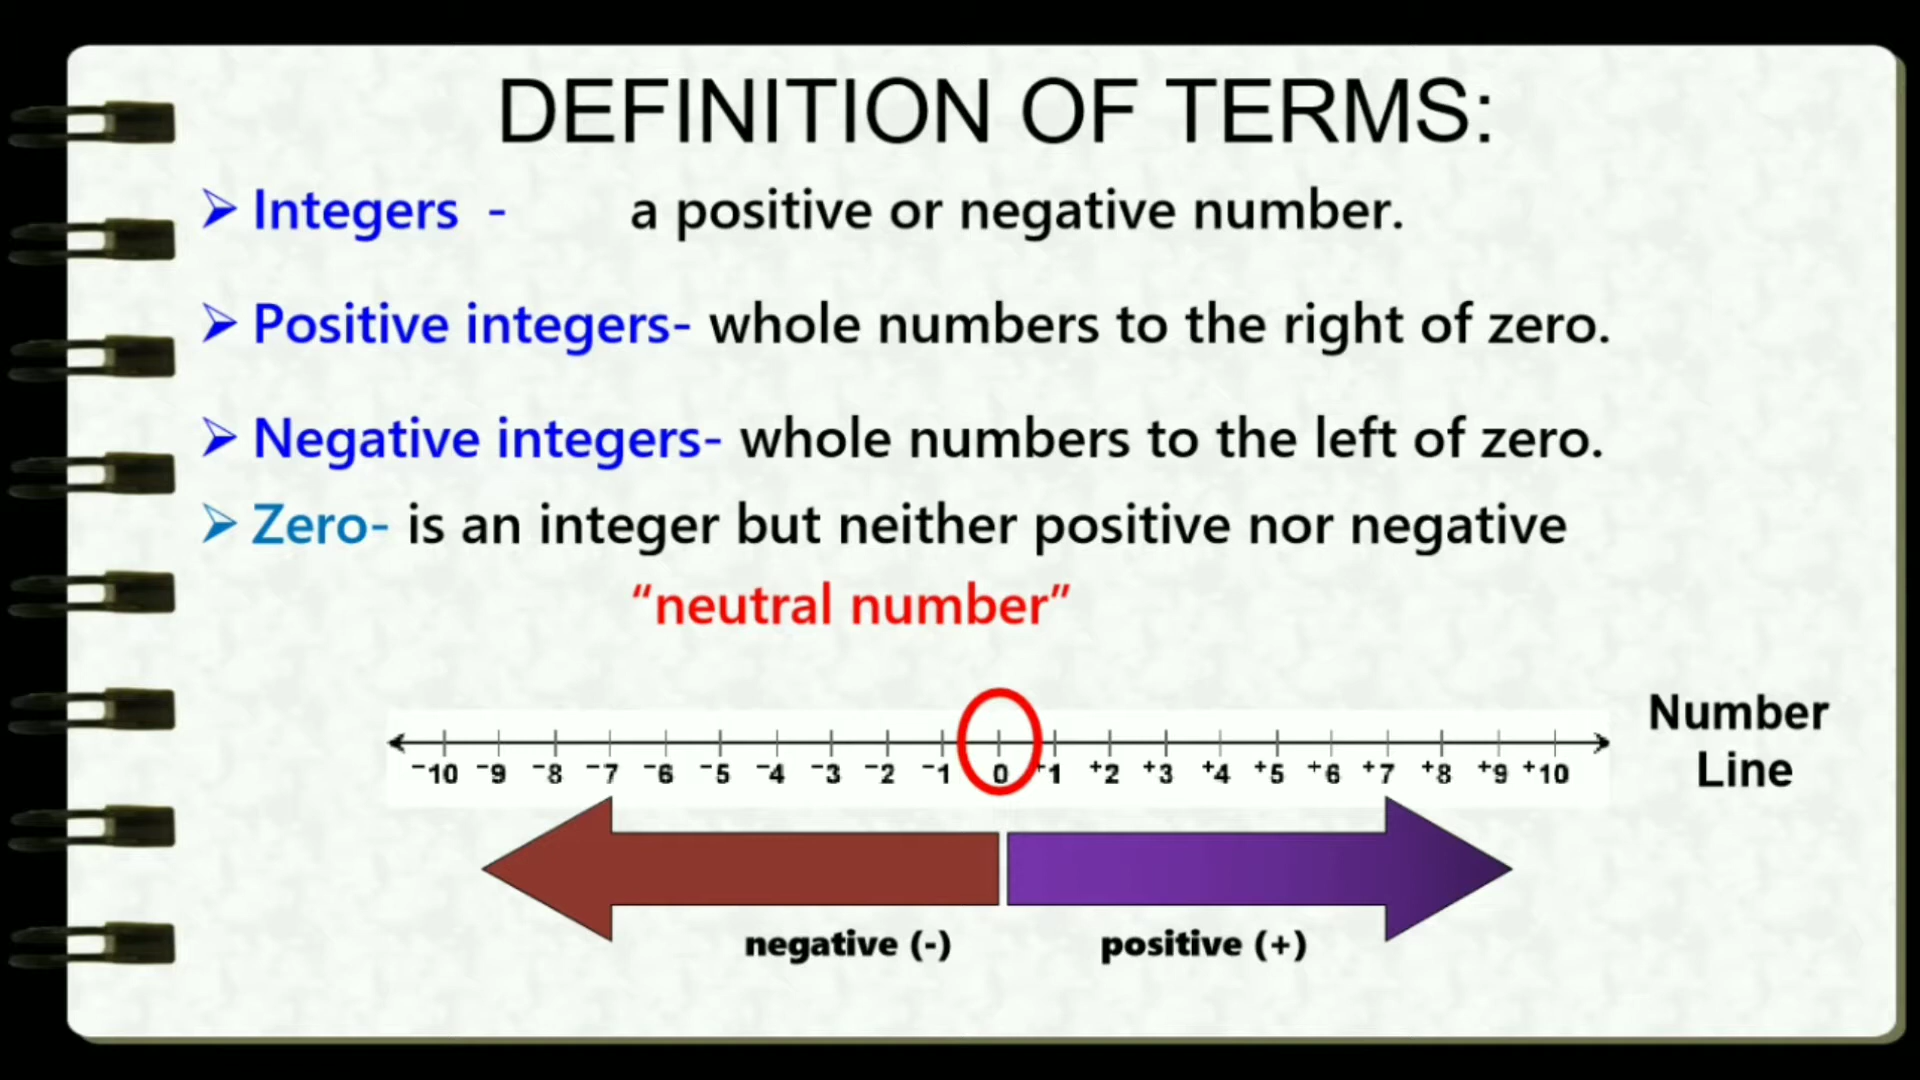 DEFINITION OF TERMS:
Integers - a positive or negative number.
Positive integers- whole numbers to the right of zero.
Negative integers- whole numbers to the left of zero.
Zero- is an integer but neither positive nor negative
“neutral number”
Number
Line
-10 -9 -8 -7 -6 -5 -4 -3 -2 -1 0 +1 +2 +3 +4 +5 +6 +7 +8 +9 +10
negative (-) positive (+)